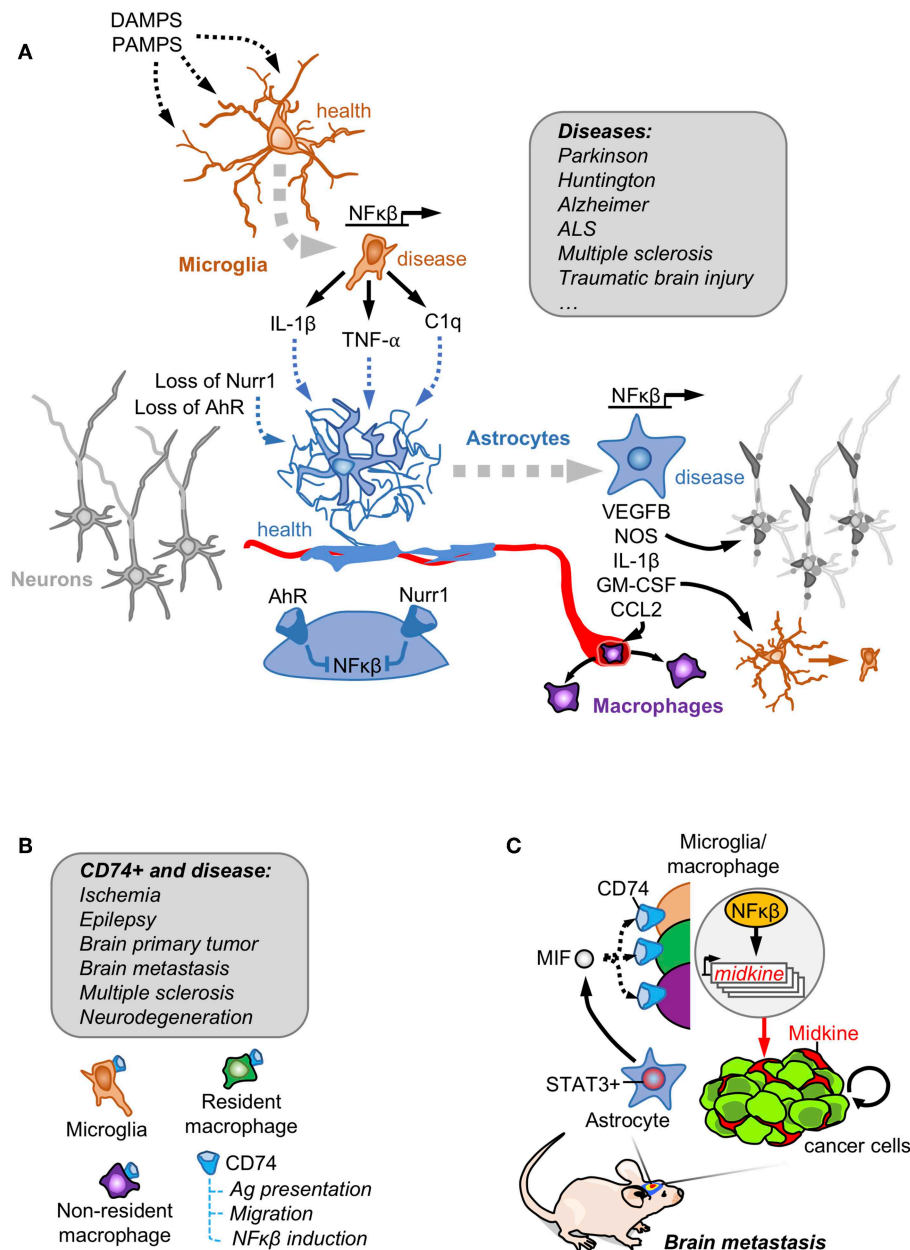 A
DAMPS
PAMPS
health
NFκβ
Microglia
disease
IL-1β
TNF-α
C1q
Diseases:
Parkinson
Huntington
Alzheimer
ALS
Multiple sclerosis
Traumatic brain injury
…
Loss of Nurr1
Loss of AhR
Astrocytes
NFκβ
disease
VEGFB
NOS
IL-1β
GM-CSF
CCL2
Neurons
health
AhR
Nurr1
NFκβ
Macrophages
B
CD74+ and disease:
Ischemia
Epilepsy
Brain primary tumor
Brain metastasis
Multiple sclerosis
Neurodegeneration
Microglia
Resident
macrophage
Non-resident
macrophage
CD74
Ag presentation
Migration
NFκβ induction
C
Microglia/
macrophage
CD74
MIF
NFκβ
midkine
Midkine
STAT3+
Astrocyte
cancer cells
Brain metastasis